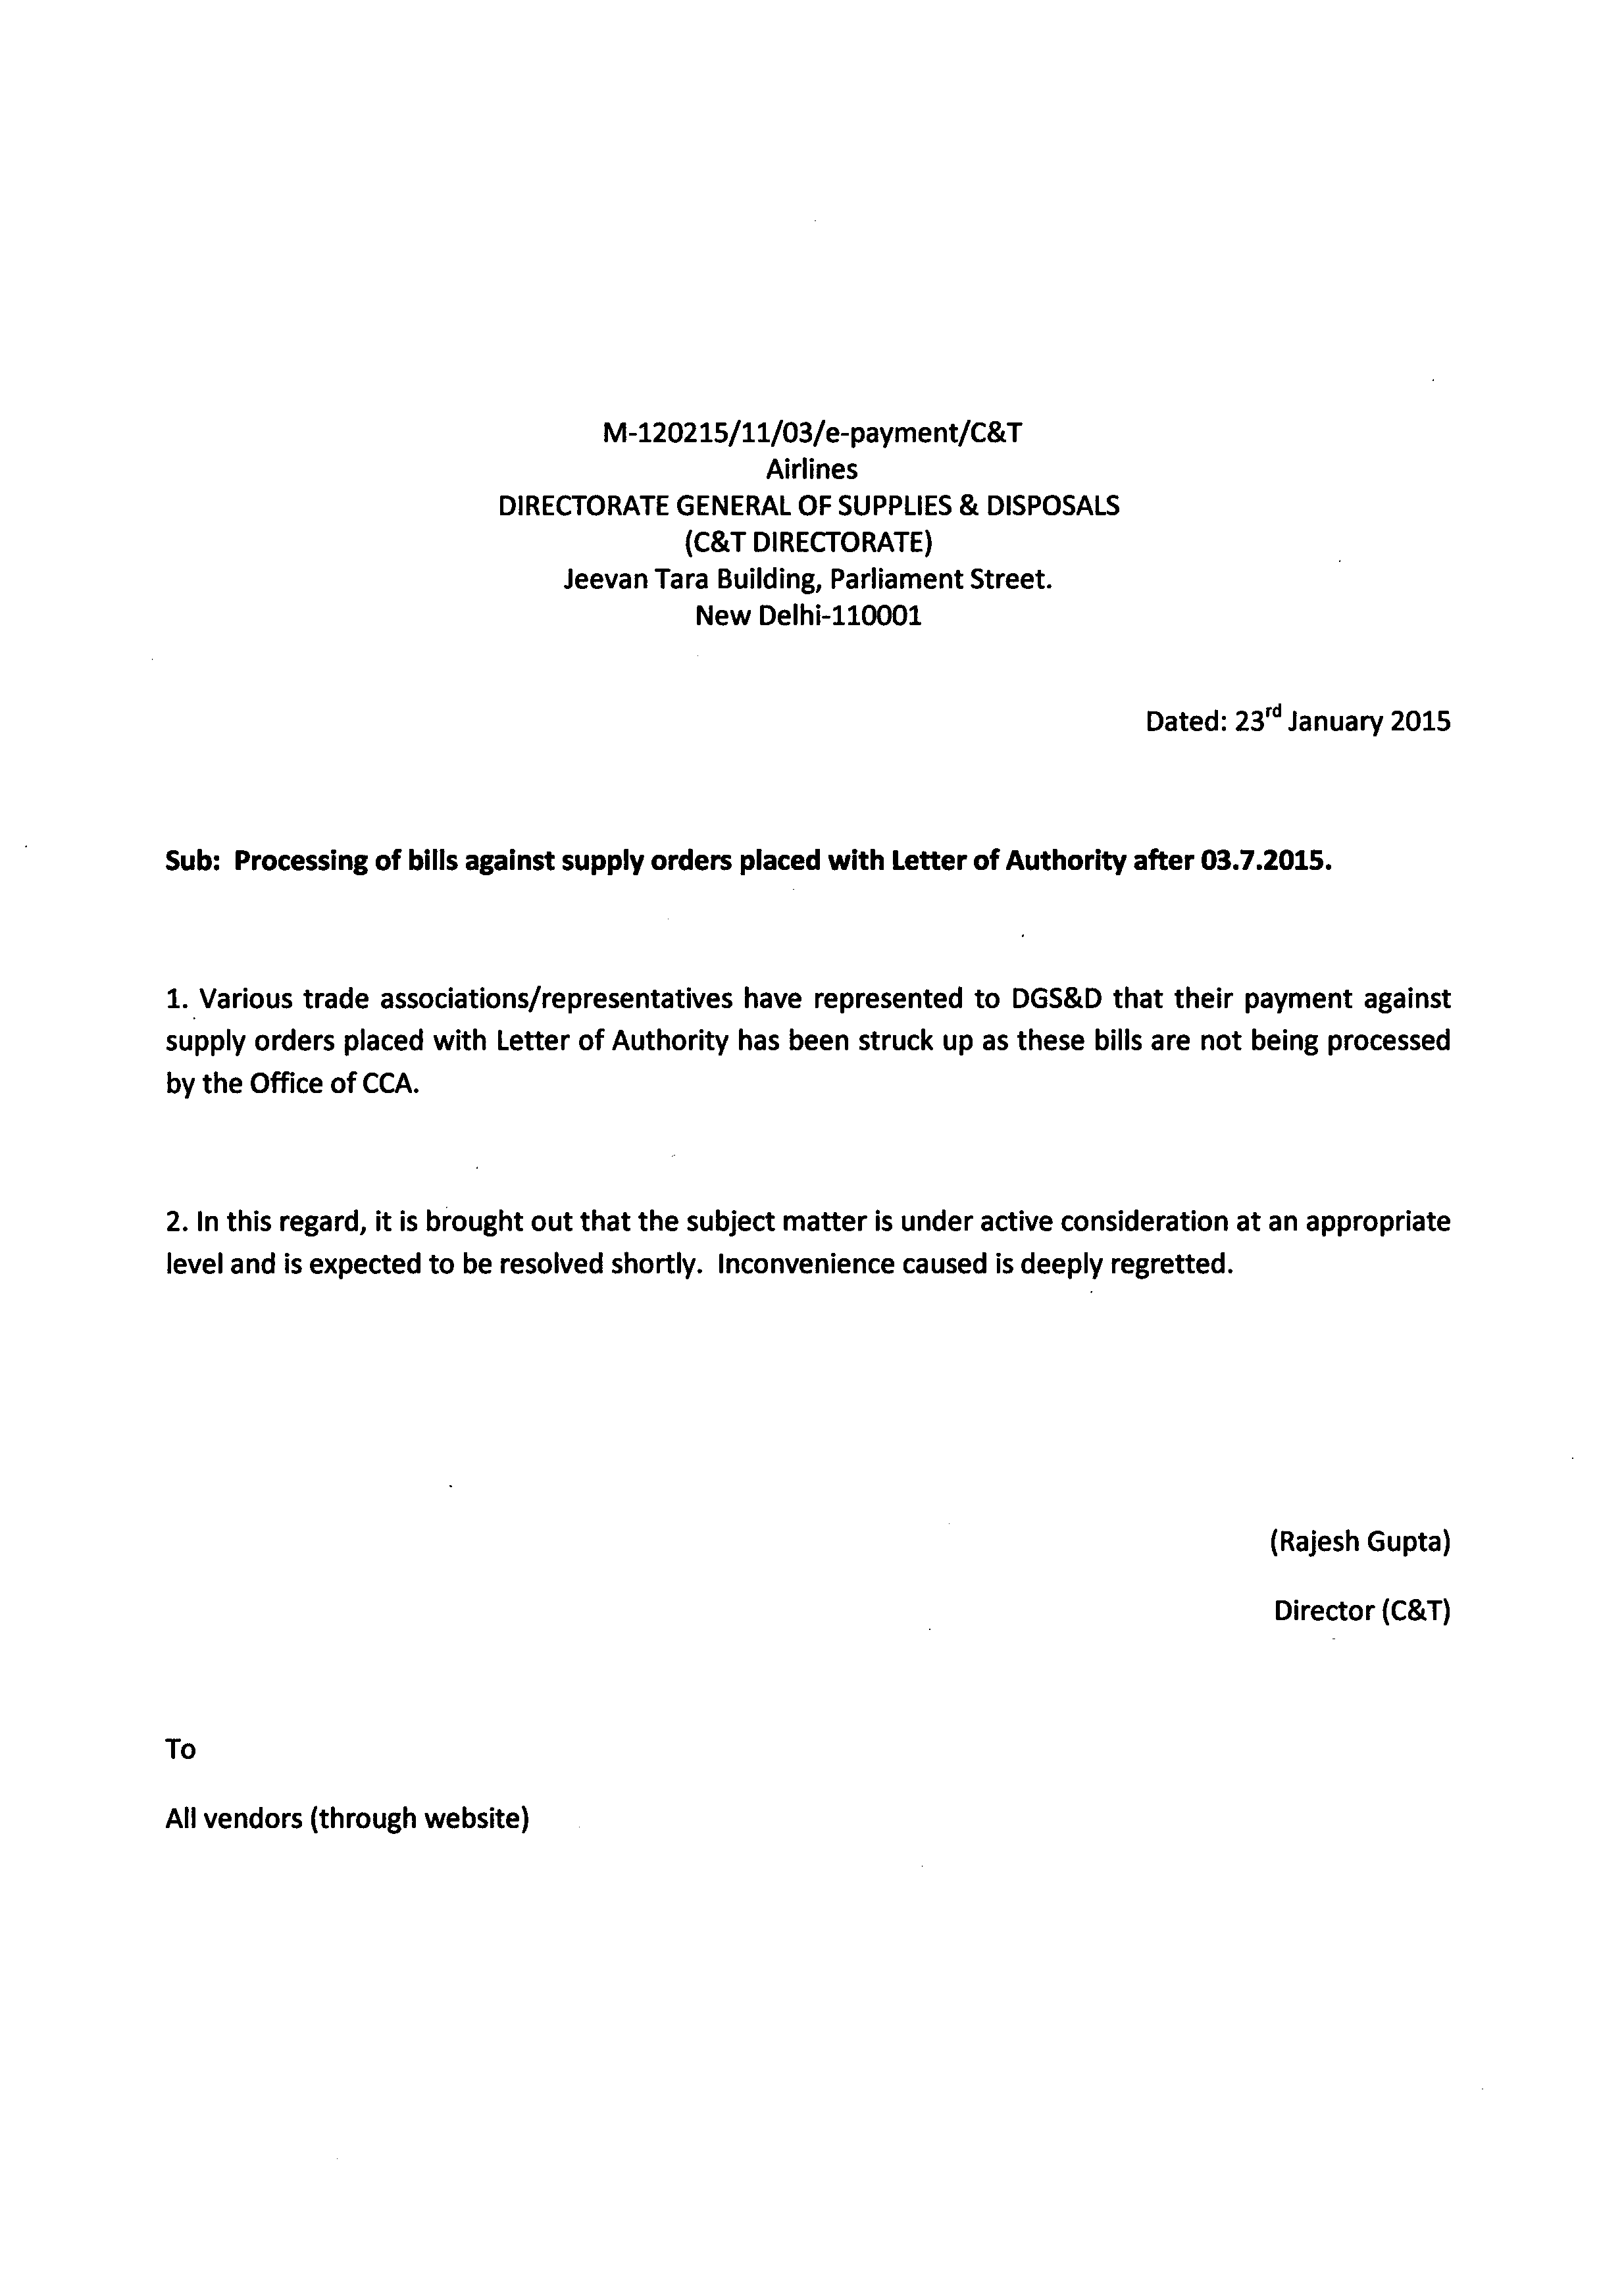 M-120215/11/03/e-payment/C&T
Airlines
DIRECTORATE GENERAL OF SUPPLIES & DISPOSALS
(C&T DIRECTORATE)
Jeevan Tara Building, Parliament Street.
New Delhi-110001
Dated: 23rd January 2015
Sub: Processing of bills against supply orders placed with Letter of Authority after 03.7.2015.
1. Various trade associations/representatives have represented to DGS&D that their payment against
supply orders placed with Letter of Authority has been struck up as these bills are not being processed
by the Office of CCA.
2. In this regard, it is brought out that the subject matter is under active consideration at an appropriate
level and is expected to be resolved shortly. Inconvenience caused is deeply regretted.
(Rajesh Gupta)
Director (C&T)
To
All vendors (through website)